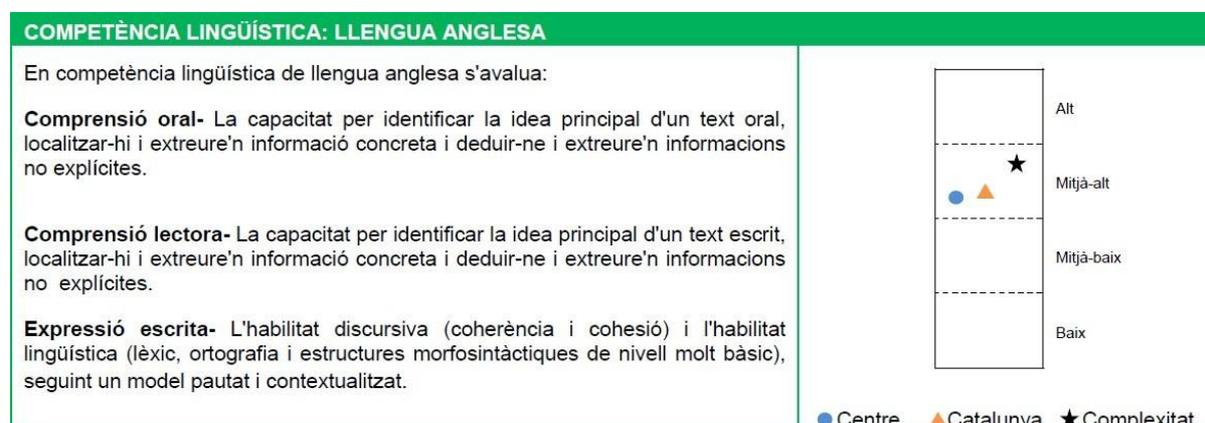 COMPETÈNCIA LINGÜÍSTICA: LLENGUA ANGLESA
En competència lingüística de llengua anglesa s'avalua:
Comprensió oral- La capacitat per identificar la idea principal d'un text oral,
localitzar-hi i extreure'n informació concreta i deduir-ne i extreure'n informacions
no explícites.
Comprensió lectora- La capacitat per identificar la idea principal d'un text escrit,
localitzar-hi i extreure'n informació concreta i deduir-ne i extreure'n informacions
no explícites.
Expressió escrita- L'habilitat discursiva (coherència i cohesió) i l'habilitat
lingüística (lèxic, ortografia i estructures morfosintàctiques de nivell molt bàsic),
seguint un model pautat i contextualitzat.
Alt
Mitjà-alt
Mitjà-baix
Baix
Centre Catalunya Complexitat